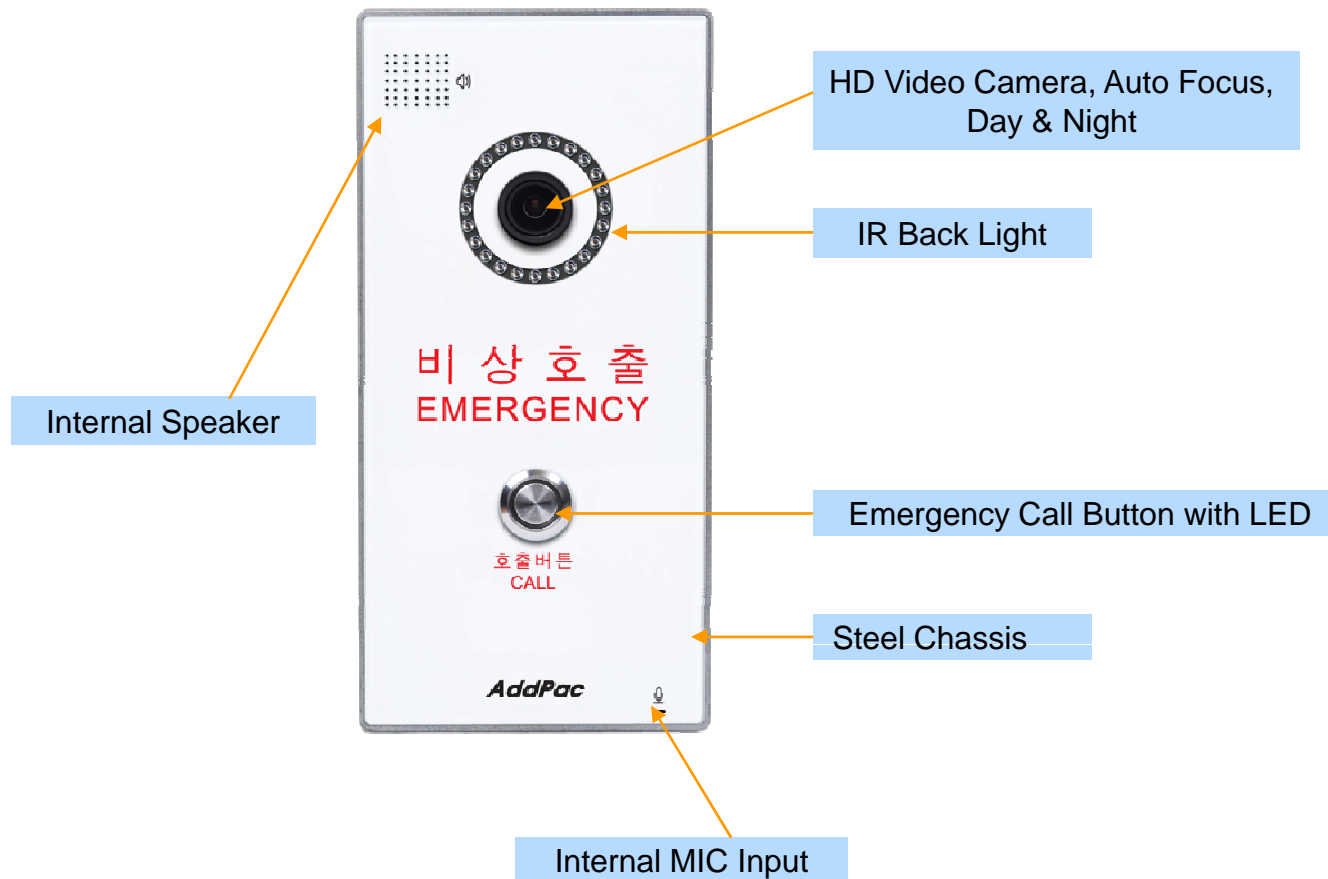 HD Video Camera, Auto Focus,
Day & Night
IR Back Light
비상호출
EMERGENCY
Internal Speaker
Emergency Call Button with LED
호출버튼
CALL
Steel Chassis
AddPac
Internal MIC Input